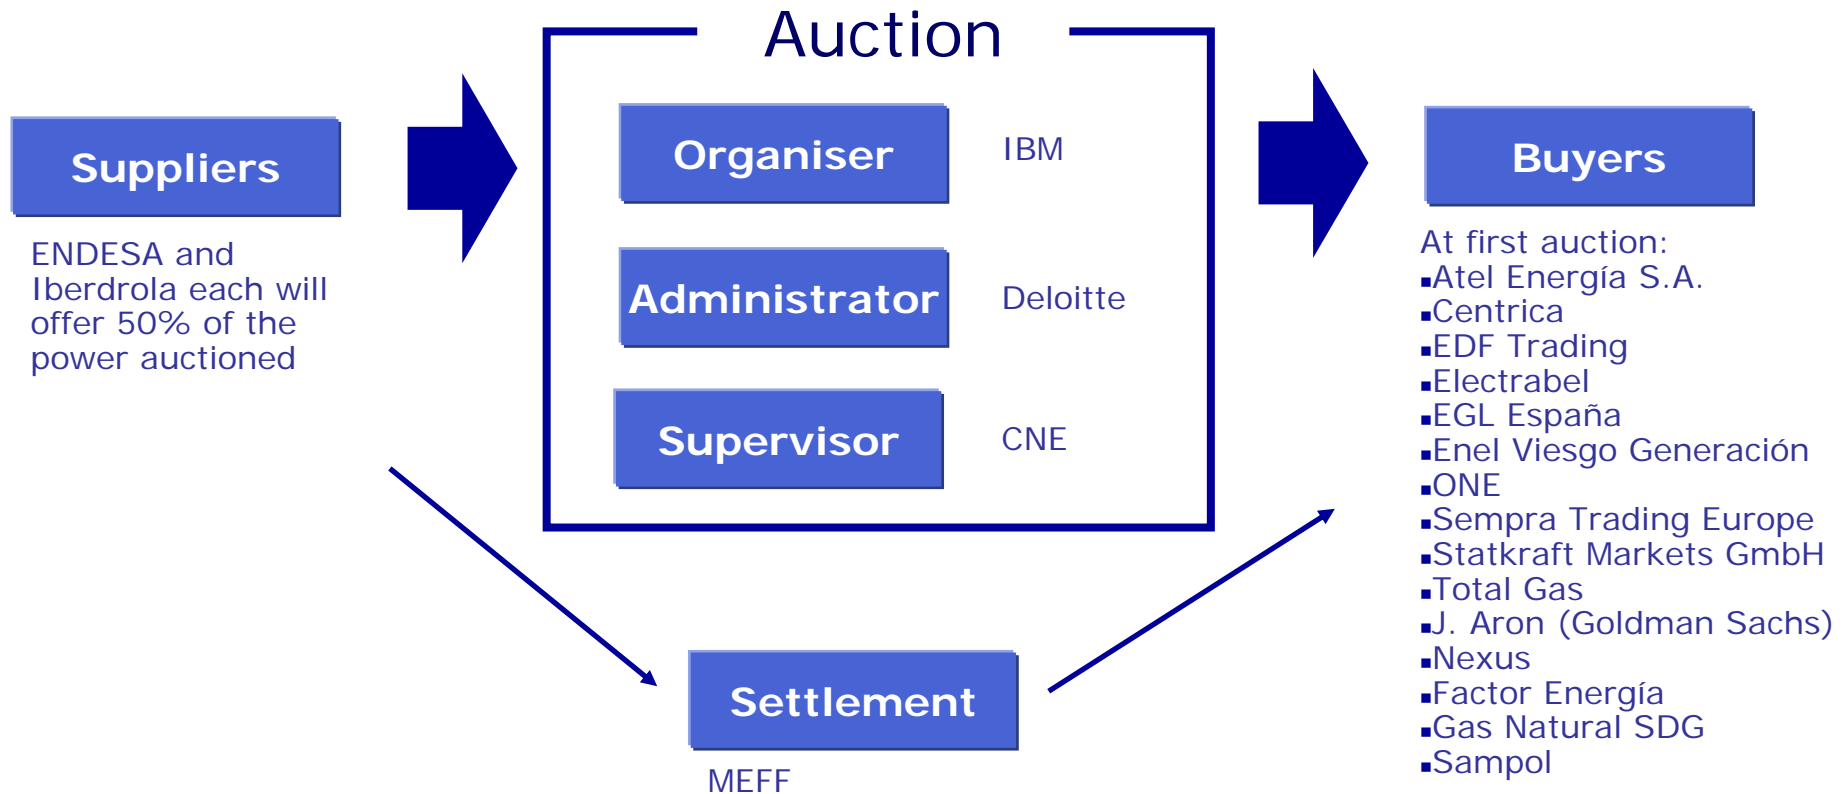 Auction
Suppliers
ENDESA and
Iberdrola each will
offer 50% of the
power auctioned
Organiser
IBM
Administrator
Deloitte
Supervisor
CNE
Settlement
MEFF
Buyers
At first auction:
▪Atel Energía S.A.
▪Centrica
▪EDF Trading
▪Electrabel
▪EGL España
▪Enel Viesgo Generación
▪ONE
▪Sempra Trading Europe
▪Statkraft Markets GmbH
▪Total Gas
▪J. Aron (Goldman Sachs)
▪Nexus
▪Factor Energía
▪Gas Natural SDG
▪Sampol